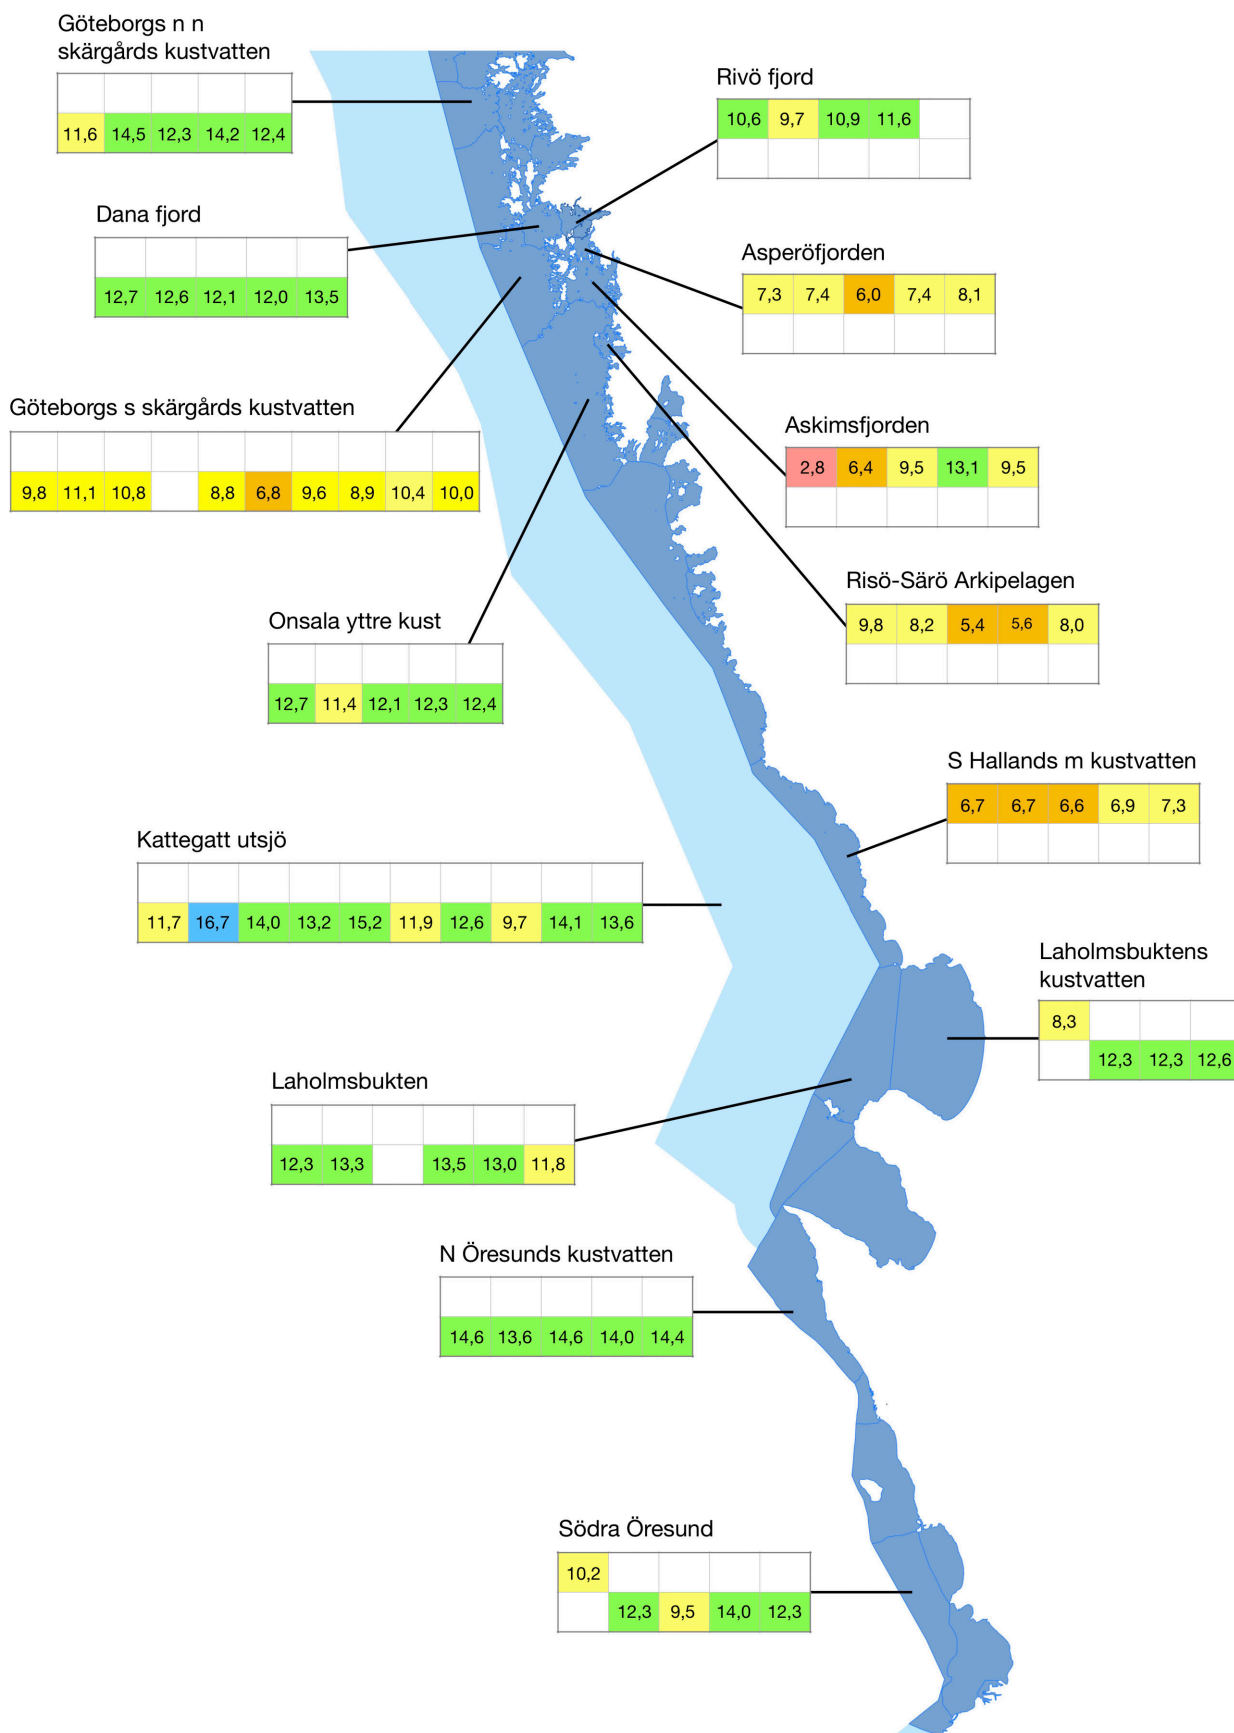 Göteborgs n n
skärgårds kustvatten
11,6 14,5 12,3 14,2 12,4
Rivö fjord
10,6 9,7 10,9 11,6
Dana fjord
12,7 12,6 12,1 12,0 13,5
Asperöfjorden
7,3 7,4 6,0 7,4 8,1
Göteborgs s skärgårds kustvatten
9,8 11,1 10,8 8,8 6,8 9,6 8,9 10,4 10,0
Askimsfjorden
2,8 6,4 9,5 13,1 9,5
Risö-Särö Arkipelagen
9,8 8,2 5,4 5,6 8,0
Onsala yttre kust
12,7 11,4 12,1 12,3 12,4
S Hallands m kustvatten
6,7 6,7 6,6 6,9 7,3
Kattegatt utsjö
11,7 16,7 14,0 13,2 15,2 11,9 12,6 9,7 14,1 13,6
Laholmsbuktens
kustvatten
8,3
12,3 12,3 12,6
Laholmsbukten
12,3 13,3 13,5 13,0 11,8
N Öresunds kustvatten
14,6 13,6 14,6 14,0 14,4
Södra Öresund
10,2
12,3 9,5 14,0 12,3